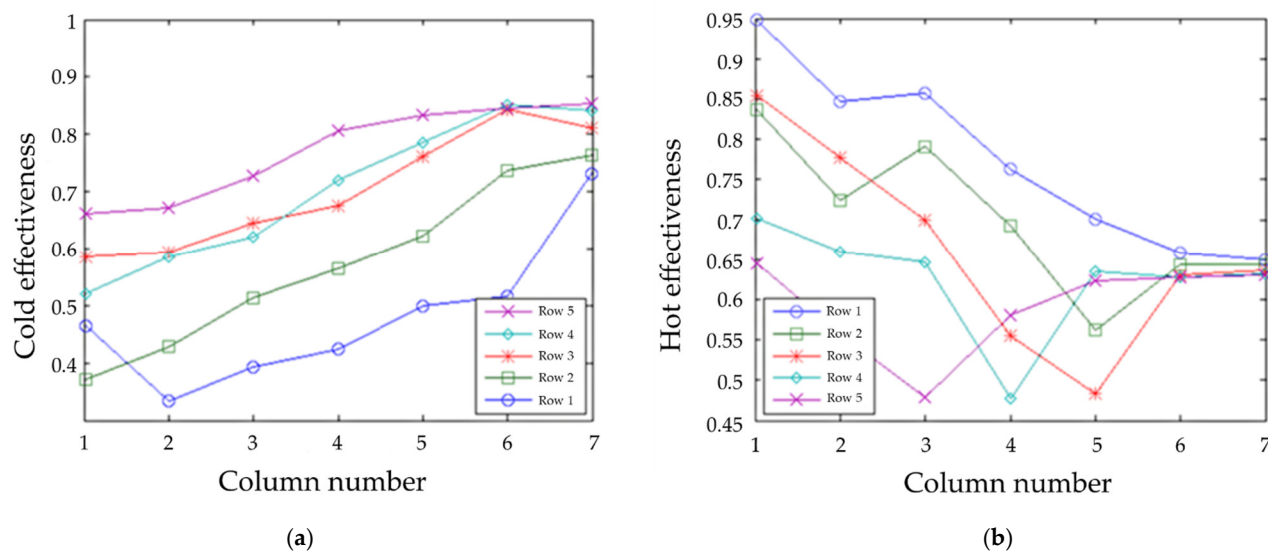 1
0.9
0.8
0.7
0.6
0.5
0.4
Cold effectiveness
Row 5
Row 4
Row 3
Row 2
Row 1
1 2 3 4 5 6 7
Column number
(a)
0.95
0.9
0.85
0.8
0.75
0.7
0.65
0.6
0.55
0.5
0.45
Hot effectiveness
Row 1
Row 2
Row 3
Row 4
Row 5
1 2 3 4 5 6 7
Column number
(b)